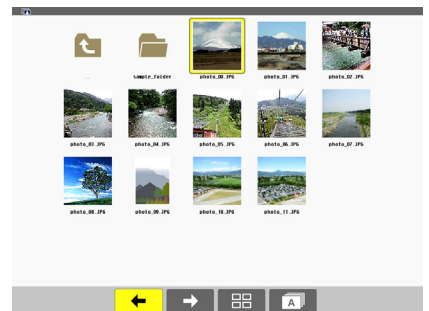 ..
sample_folder
photo_00.JPG
photo_01.JPG
photo_02.JPG
photo_03.JPG
photo_04.JPG
photo_05.JPG
photo_06.JPG
photo_07.JPG
photo_08.JPG
photo_09.JPG
photo_10.JPG
photo_11.JPG
A